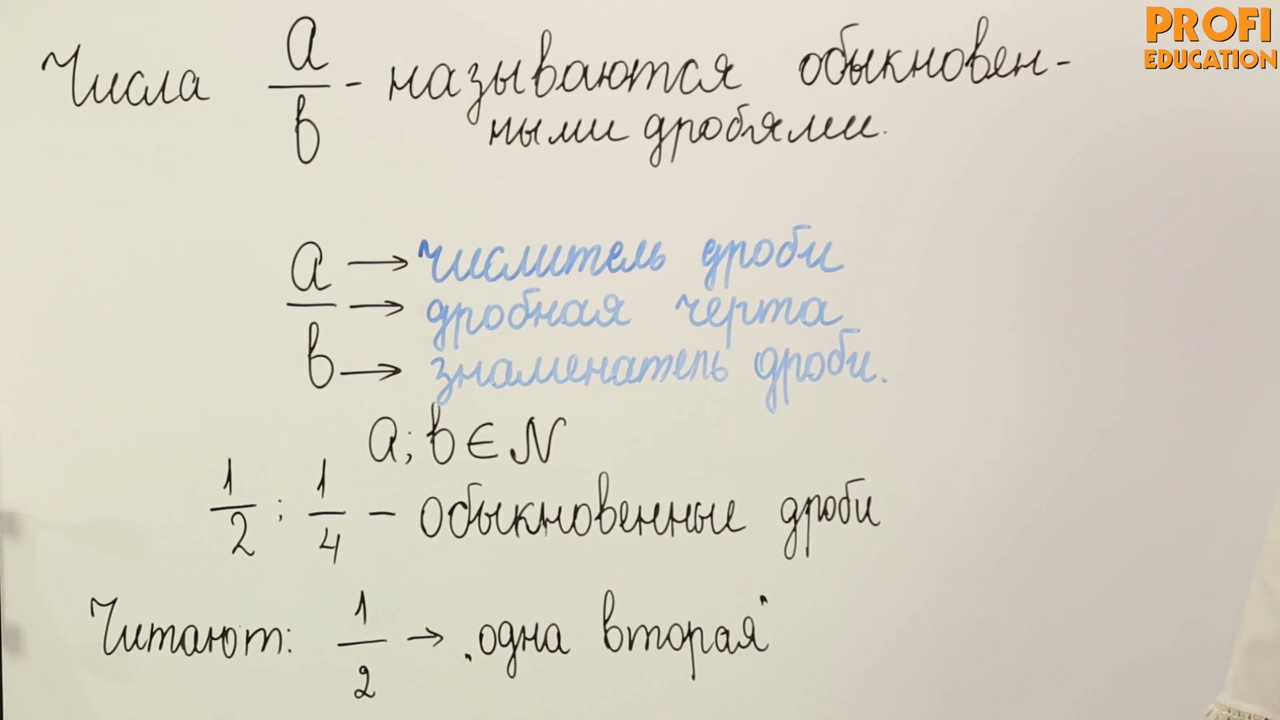 PROFI
EDUCATION
Числа a/b - называются обыкновен-
ными дробями.
a → числитель дроби
— → дробная черта
b → знаменатель дроби.
a; b ∈ N
1/2 ; 1/4 – обыкновенные дроби
Читают: 1/2 → „одна вторая"